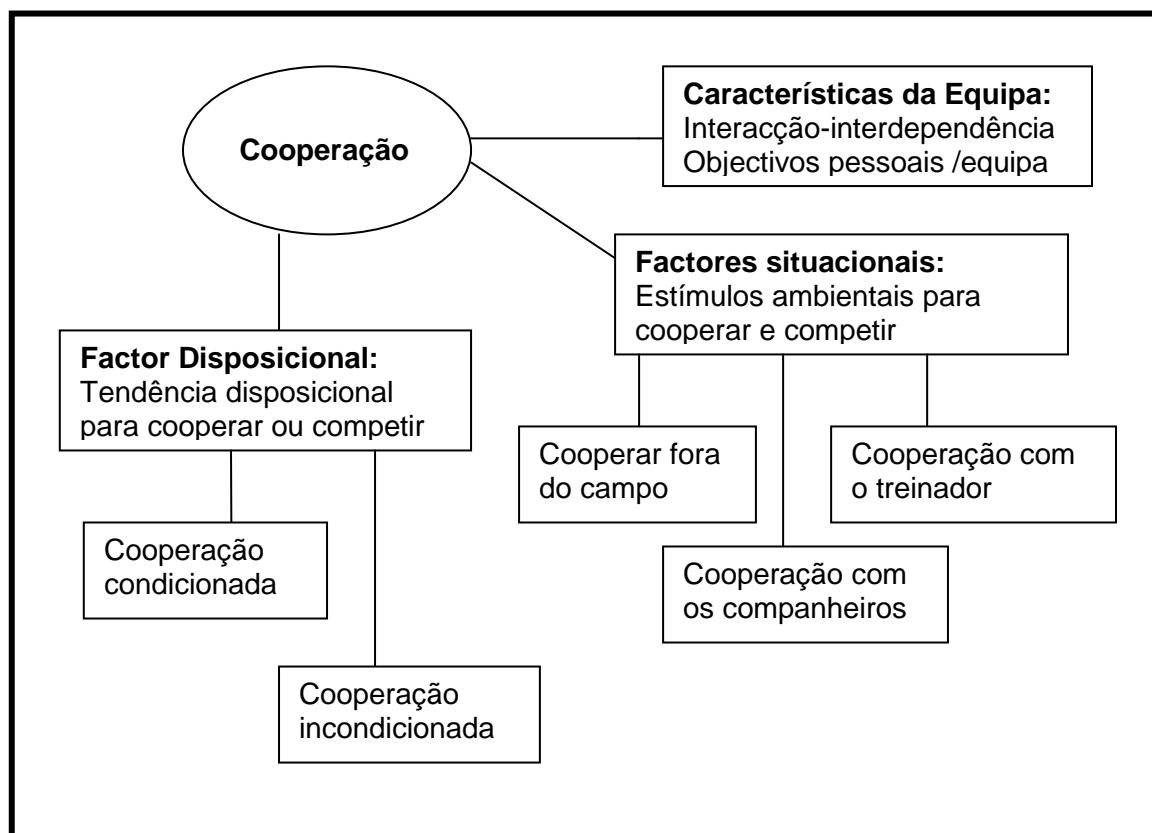 Cooperação
Características da Equipa:
Interacção-interdependência
Objectivos pessoais /equipa
Factores situacionais:
Estímulos ambientais para
cooperar e competir
Factor Disposicional:
Tendência disposicional
para cooperar ou competir
Cooperar fora
do campo
Cooperação com
o treinador
Cooperação
condicionada
Cooperação com
os companheiros
Cooperação
incondicionada